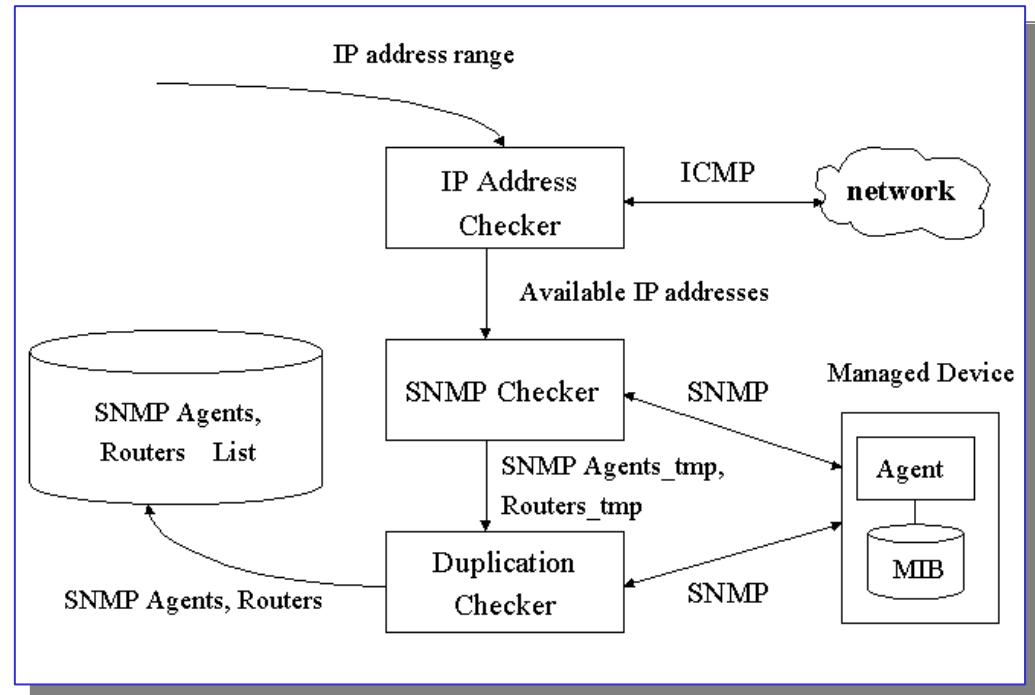 IP address range
IP Address
Checker
ICMP
network
Available IP addresses
SNMP Checker
SNMP
Managed Device
SNMP Agents,
Routers List
Agent
SNMP Agents_tmp,
Routers_tmp
MIB
Duplication
Checker
SNMP
SNMP Agents, Routers